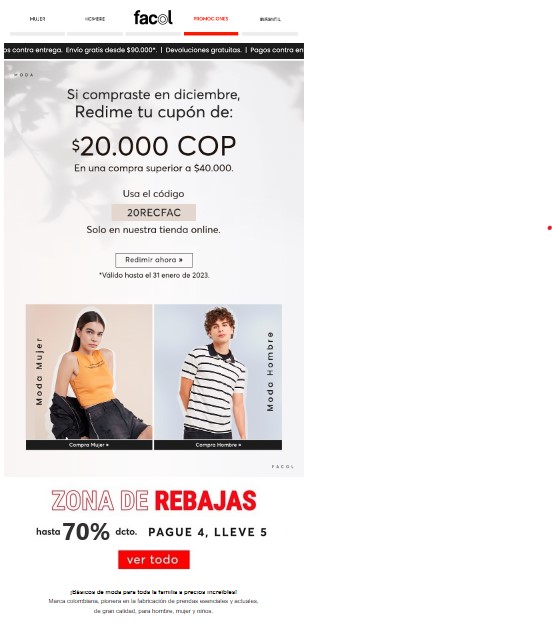 MUJER
HOMBRE
facol
PROMOCIONES
INFANTIL
os contra entrega. Envío gratis desde $90.000*. | Devoluciones gratuitas. | Pagos contra en
MODA
Si compraste en diciembre,
Redime tu cupón de:
$20.000 COP
En una compra superior a $40.000.
Usa el código
20RECFAC
Solo en nuestra tienda online.
Redimir ahora »
*Válido hasta el 31 enero de 2023.
Moda Mujer
Moda Hombre
Compra Mujer »
Compra Hombre »
FACOL
ZONA DE REBAJAS
hasta 70% dcto. PAGUE 4, LLEVE 5
ver todo
¡Básicos de moda para toda la familia a precios increíbles!
Marca colombiana, pionera en la fabricación de prendas esenciales y actuales,
de gran calidad, para hombre, mujer y niños.